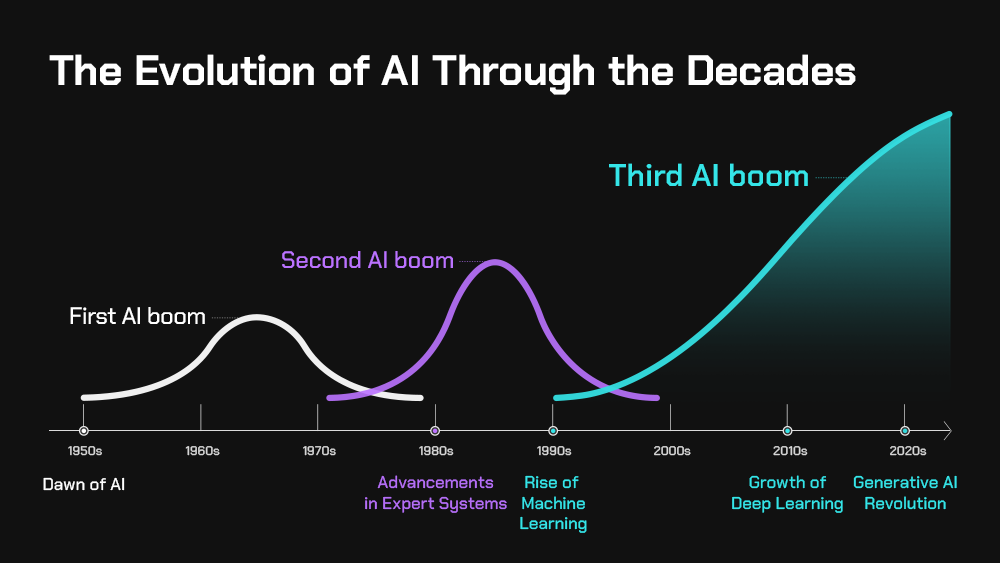 The Evolution of AI Through the Decades
Third AI boom
Second AI boom
First AI boom
1950s
1960s
1970s
1980s
1990s
2000s
2010s
2020s
Dawn of AI
Advancements
in Expert Systems
Rise of
Machine
Learning
Growth of
Deep Learning
Generative AI
Revolution